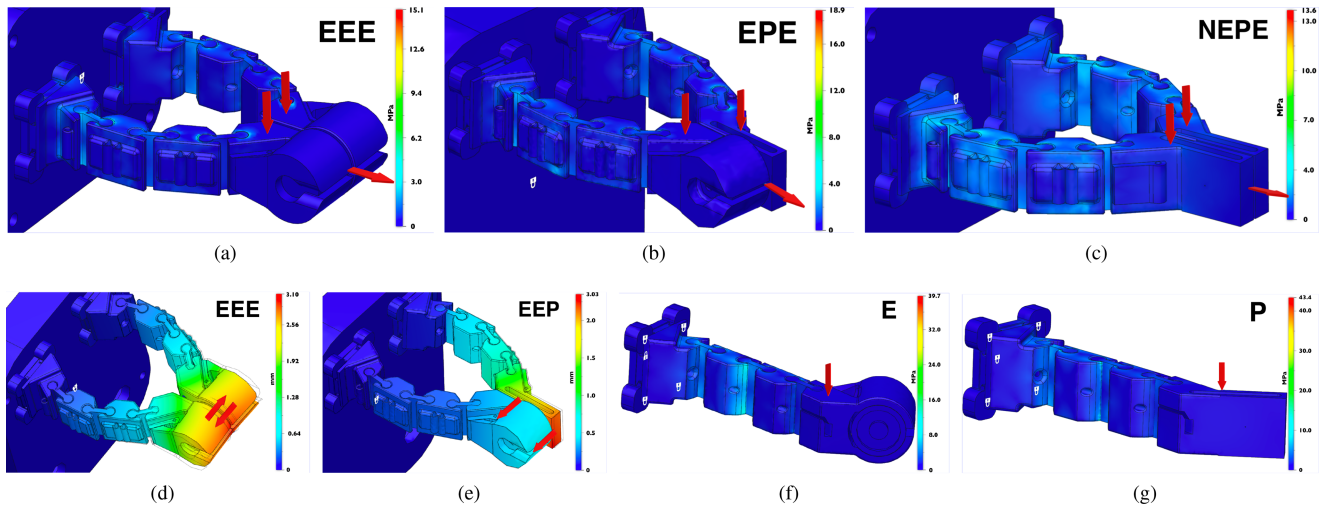 EEE
15.1
12.6
9.4
6.2
3.0
0
MPa
(a)
EPE
18.9
16.0
12.0
8.0
4.0
0
MPa
(b)
NEPE
13.6
13.0
10.0
7.0
4.0
0
MPa
(c)
EEE
3.10
2.56
1.92
1.28
0.64
0
mm
(d)
EEP
3.03
2.0
1.5
1.0
0.5
0
mm
(e)
E
39.7
32.0
24.0
16.0
8.0
0
MPa
(f)
P
43.4
40.0
30.0
20.0
10.0
0
MPa
(g)